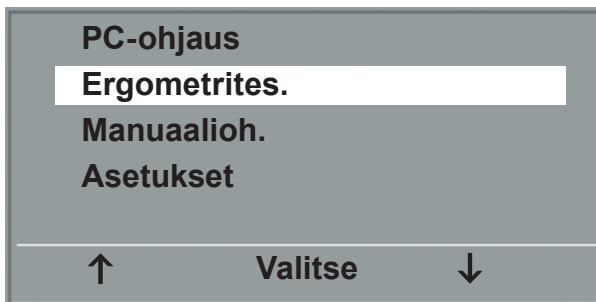 PC-ohjaus
Ergometrites.
Manuaalioh.
Asetukset
↑ Valitse ↓